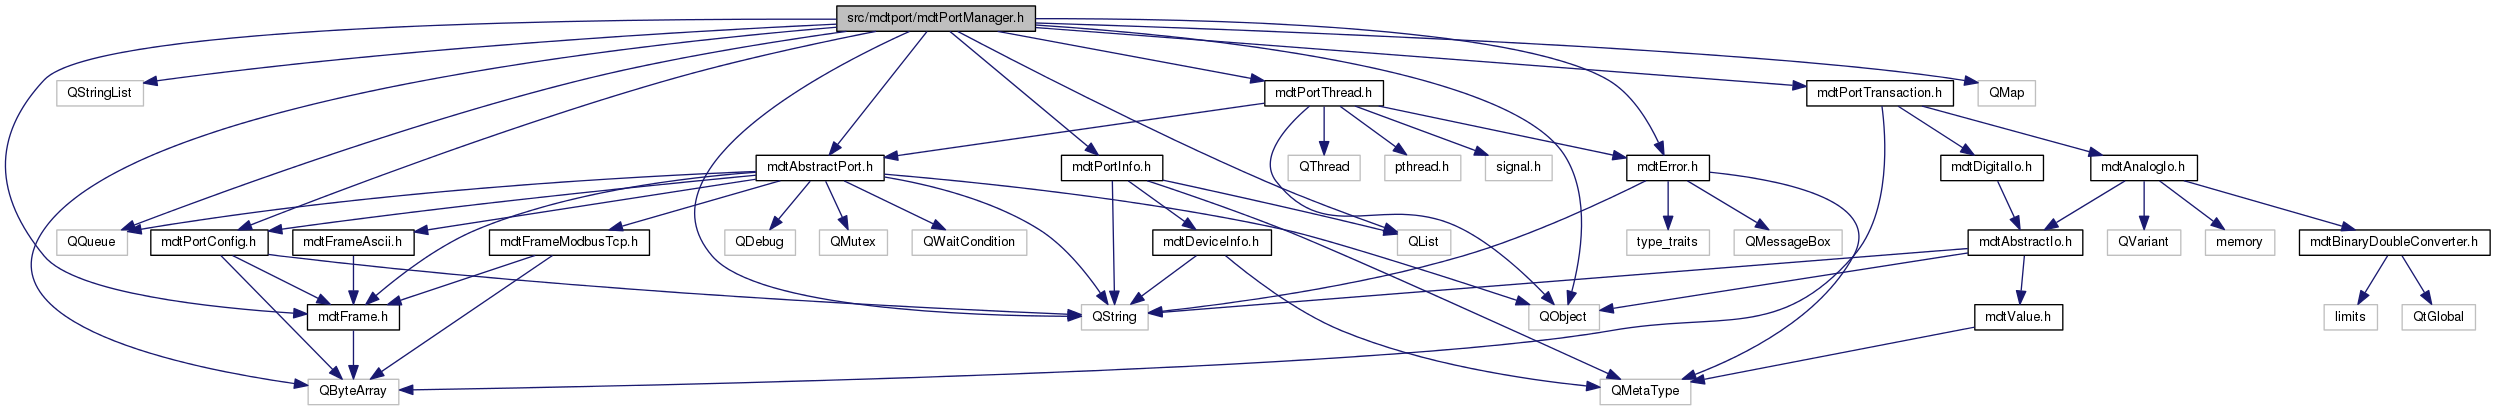 src/mdtport/mdtPortManager.h
QStringList
mdtPortThread.h
mdtPortTransaction.h
QMap
mdtAbstractPort.h
mdtPortInfo.h
QThread
pthread.h
signal.h
mdtError.h
mdtDigitalIo.h
mdtAnalogIo.h
QQueue
mdtPortConfig.h
mdtFrameAscii.h
mdtFrameModbusTcp.h
QDebug
QMutex
QWaitCondition
mdtDeviceInfo.h
QList
type_traits
QMessageBox
mdtAbstractIo.h
QVariant
memory
mdtBinaryDoubleConverter.h
mdtFrame.h
QString
QObject
mdtValue.h
limits
QtGlobal
QByteArray
QMetaType